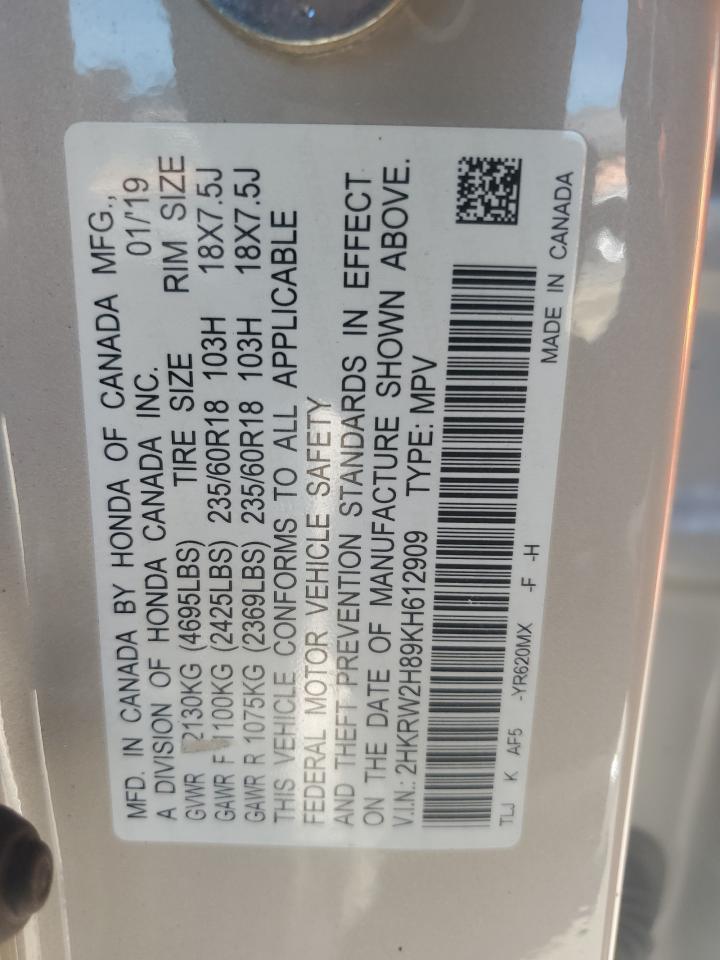 MFD. IN CANADA BY HONDA OF CANADA MFG.,
A DIVISION OF HONDA CANADA INC. 01/'19
GVWR 2130KG (4695LBS) TIRE SIZE RIM SIZE
GAWR F 1100KG (2425LBS) 235/60R18 103H 18X7.5J
GAWR R 1075KG (2369LBS) 235/60R18 103H 18X7.5J
THIS VEHICLE CONFORMS TO ALL APPLICABLE
FEDERAL MOTOR VEHICLE SAFETY
AND THEFT PREVENTION STANDARDS IN EFFECT
ON THE DATE OF MANUFACTURE SHOWN ABOVE.
V.I.N.: 2HKRW2H89KH612909 TYPE: MPV
TLJ K AF5 -YR620MX -F -H
MADE IN CANADA